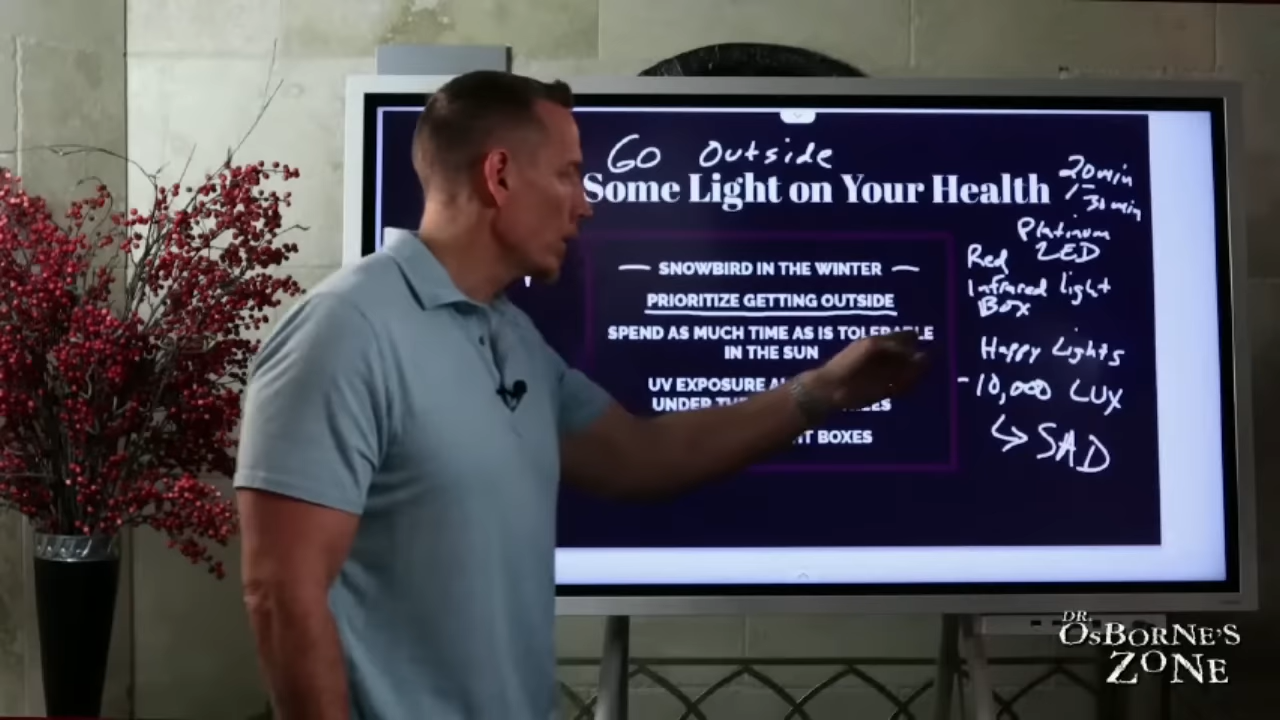 Go Outside
Some Light on Your Health
20min
- 30min
Platinum
LED
Red
Infrared Light
Box
SNOWBIRD IN THE WINTER
PRIORITIZE GETTING OUTSIDE
SPEND AS MUCH TIME AS IS TOLERABLE
IN THE SUN
UV EXPOSURE
UNDER
BOXES
Happy Lights
-10,000 LUX
↳ SAD
DR.
OSBORNE'S
ZONE